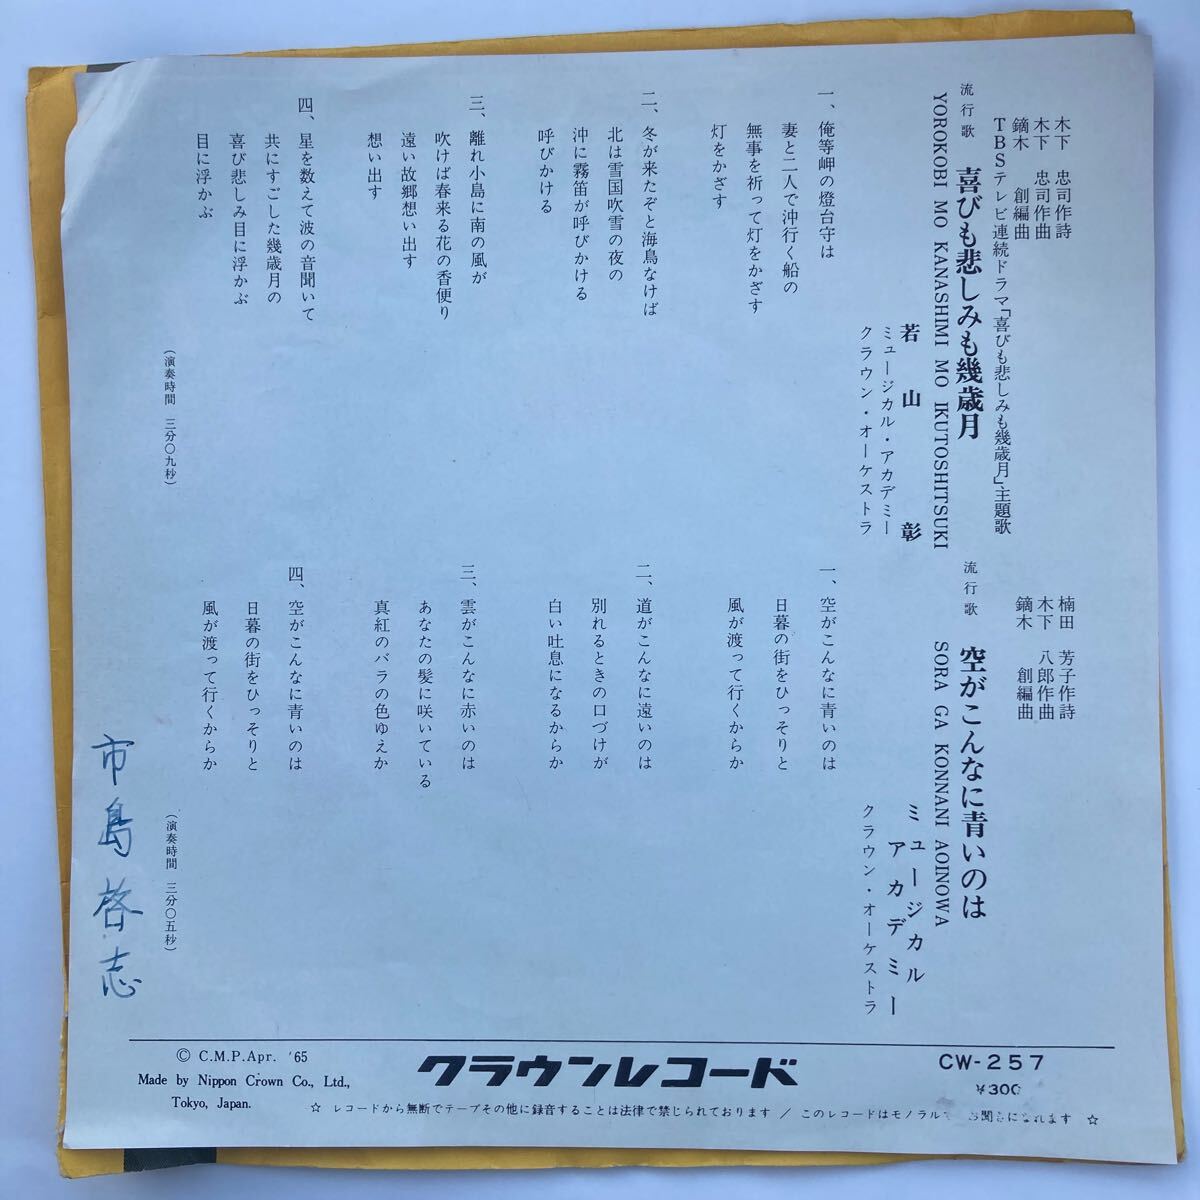 木下 忠司作詩
木下 忠司作曲
鏑木 創編曲
TBSテレビ連続ドラマ「喜びも悲しみも幾歳月」主題歌
流行歌 喜びも悲しみも幾歳月
YOROKOBI MO KANASHIMI MO IKUTOSHITSUKI
若山彰
ミュージカル・アカデミー
クラウン・オーケストラ
一、俺等岬の燈台守は
妻と二人で沖行く船の
無事を祈って灯をかざす
灯をかざす
二、冬が来たぞと海鳥なけば
北は雪国吹雪の夜の
沖に霧笛が呼びかける
呼びかける
三、離れ小島に南の風が
吹けば春来る花の香便り
遠い故郷想い出す
想い出す
四、星を数えて波の音聞いて
共にすごした幾歳月の
喜び悲しみ目に浮かぶ
目に浮かぶ
（演奏時間 三分〇九秒）
楠田 芳子作詩
木下 八郎作曲
鏑木 創編曲
流行歌 空がこんなに青いのは
SORA GA KONNANI AOINOWA
ミュージカル
アカデミー
クラウン・オーケストラ
一、空がこんなに青いのは
日暮の街をひっそりと
風が渡って行くからか
二、道がこんなに遠いのは
別れるときの口づけが
白い吐息になるからか
三、雲がこんなに赤いのは
あなたの髪に咲いている
真紅のバラの色ゆえか
四、空がこんなに青いのは
日暮の街をひっそりと
風が渡って行くからか
（演奏時間 三分〇五秒）
市島啓志
© C.M.P.Apr. '65
Made by Nippon Crown Co., Ltd.,
Tokyo, Japan.
クラウンレコード
CW-257
¥300
☆ レコードから無断でテープその他に録音することは法律で禁じられております / このレコードはモノラルで お聞きになれます ☆